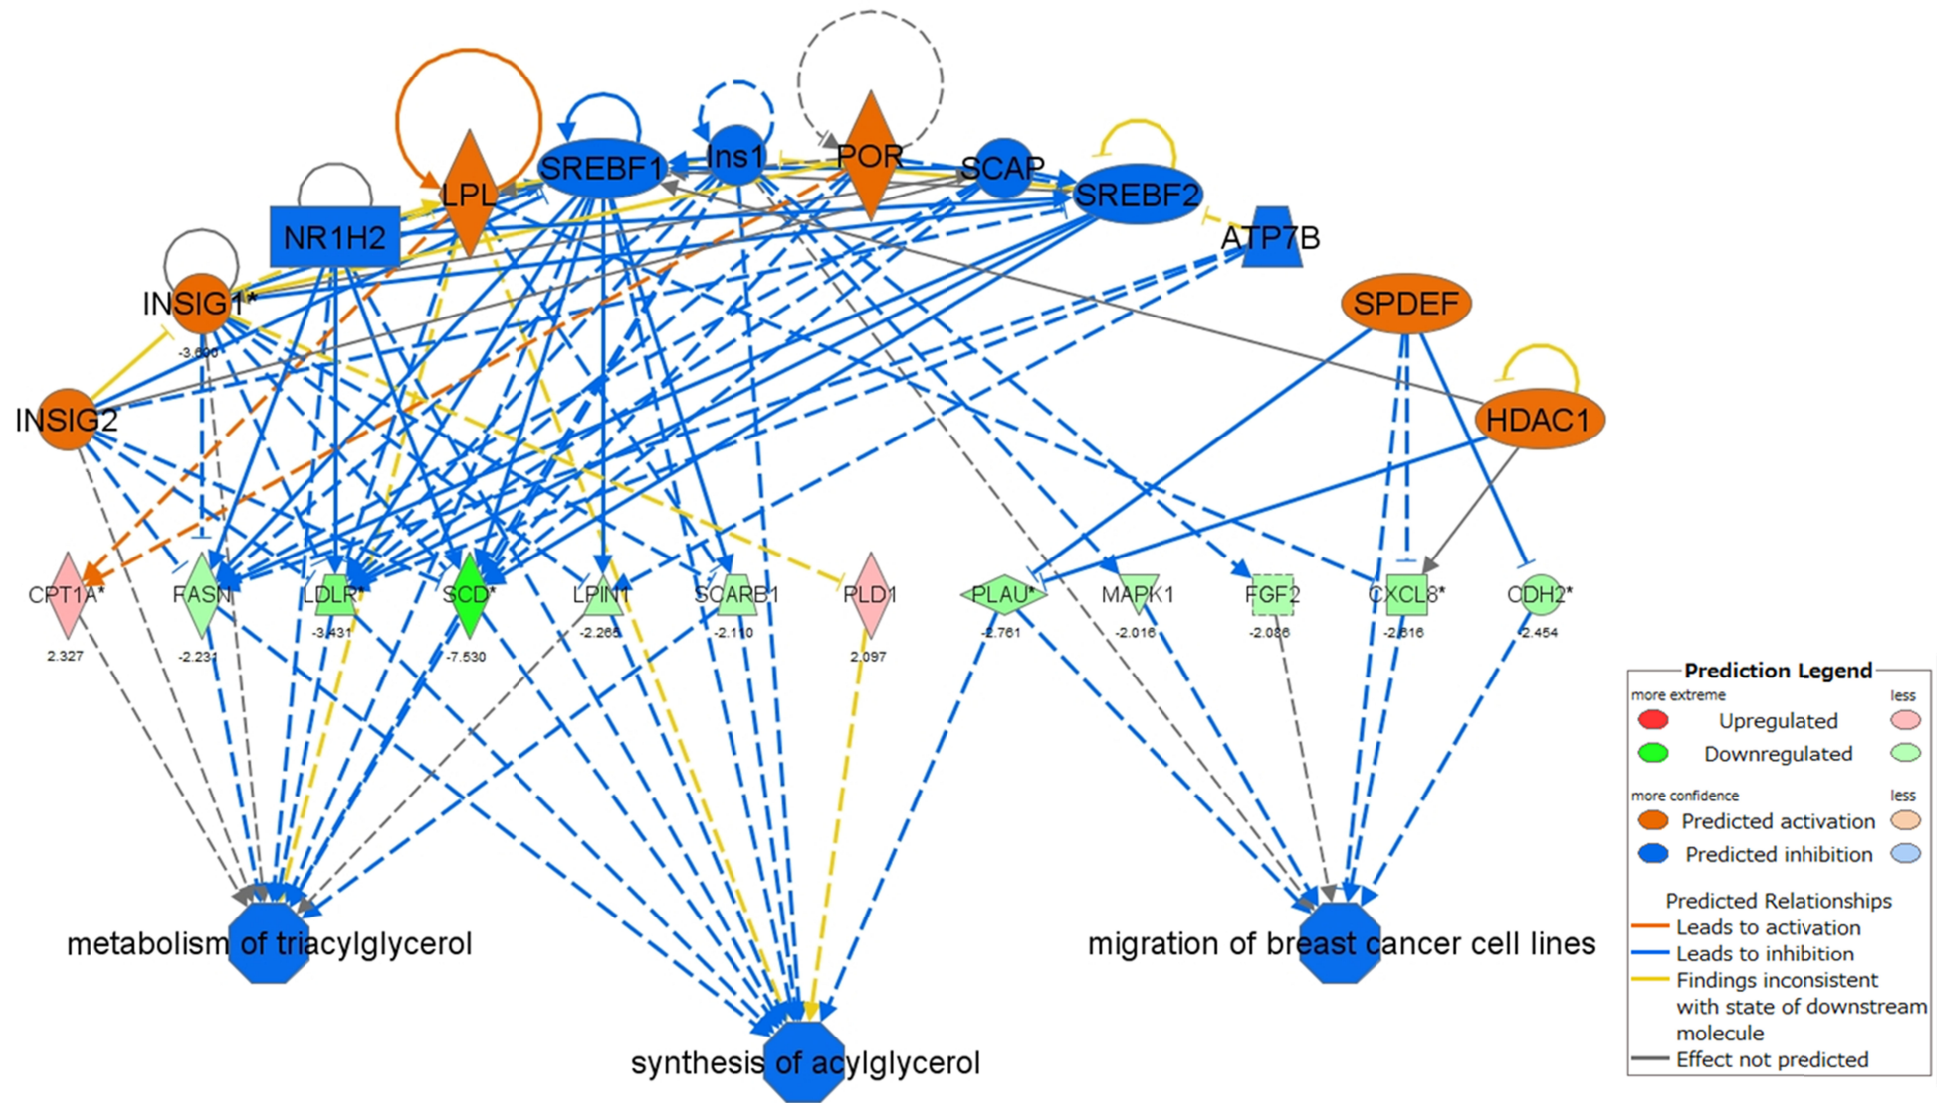 POR
SREBF1
Ins1
SCAP
LPL
SREBF2
NR1H2
ATP7B
INSIG1*
SPDEF
-3.600
INSIG2
HDAC1
CPT1A*
FASN
LDLR*
SCD*
LPIN1
SCARB1
PLD1
PLAU*
MAPK1
FGF2
CXCL8*
CDH2*
-3.431
-2.265
-2.110
-2.761
-2.016
-2.086
-2.616
-2.454
2.327
-2.231
-7.530
2.097
metabolism of triacylglycerol
migration of breast cancer cell lines
synthesis of acylglycerol
Prediction Legend
more extreme less
Upregulated
Downregulated
more confidence less
Predicted activation
Predicted inhibition
Predicted Relationships
Leads to activation
Leads to inhibition
Findings inconsistent
with state of downstream
molecule
Effect not predicted